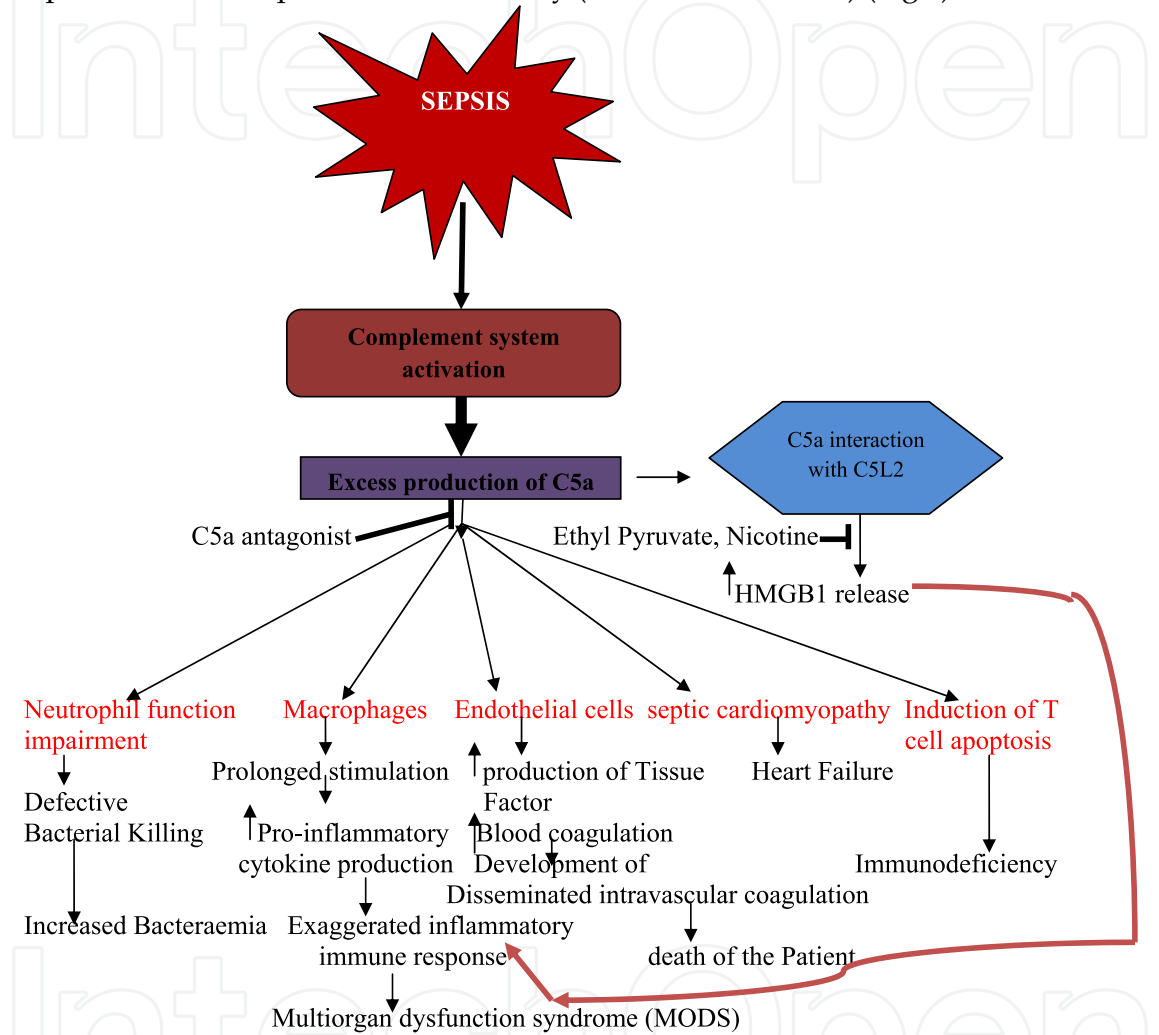 SEPSIS
Complement system
activation
Excess production of C5a
C5a interaction
with C5L2
C5a antagonist
Ethyl Pyruvate, Nicotine
HMGB1 release
Neutrophil function
impairment
Defective
Bacterial Killing
Increased Bacteraemia
Macrophages
Prolonged stimulation
Pro-inflammatory
cytokine production
Exaggerated inflammatory
immune response
Multiorgan dysfunction syndrome (MODS)
Endothelial cells
production of Tissue
Factor
Blood coagulation
Development of
Disseminated intravascular coagulation
death of the Patient
septic cardiomyopathy
Heart Failure
Induction of T
cell apoptosis
Immunodeficiency
IntechOpen
IntechOpen